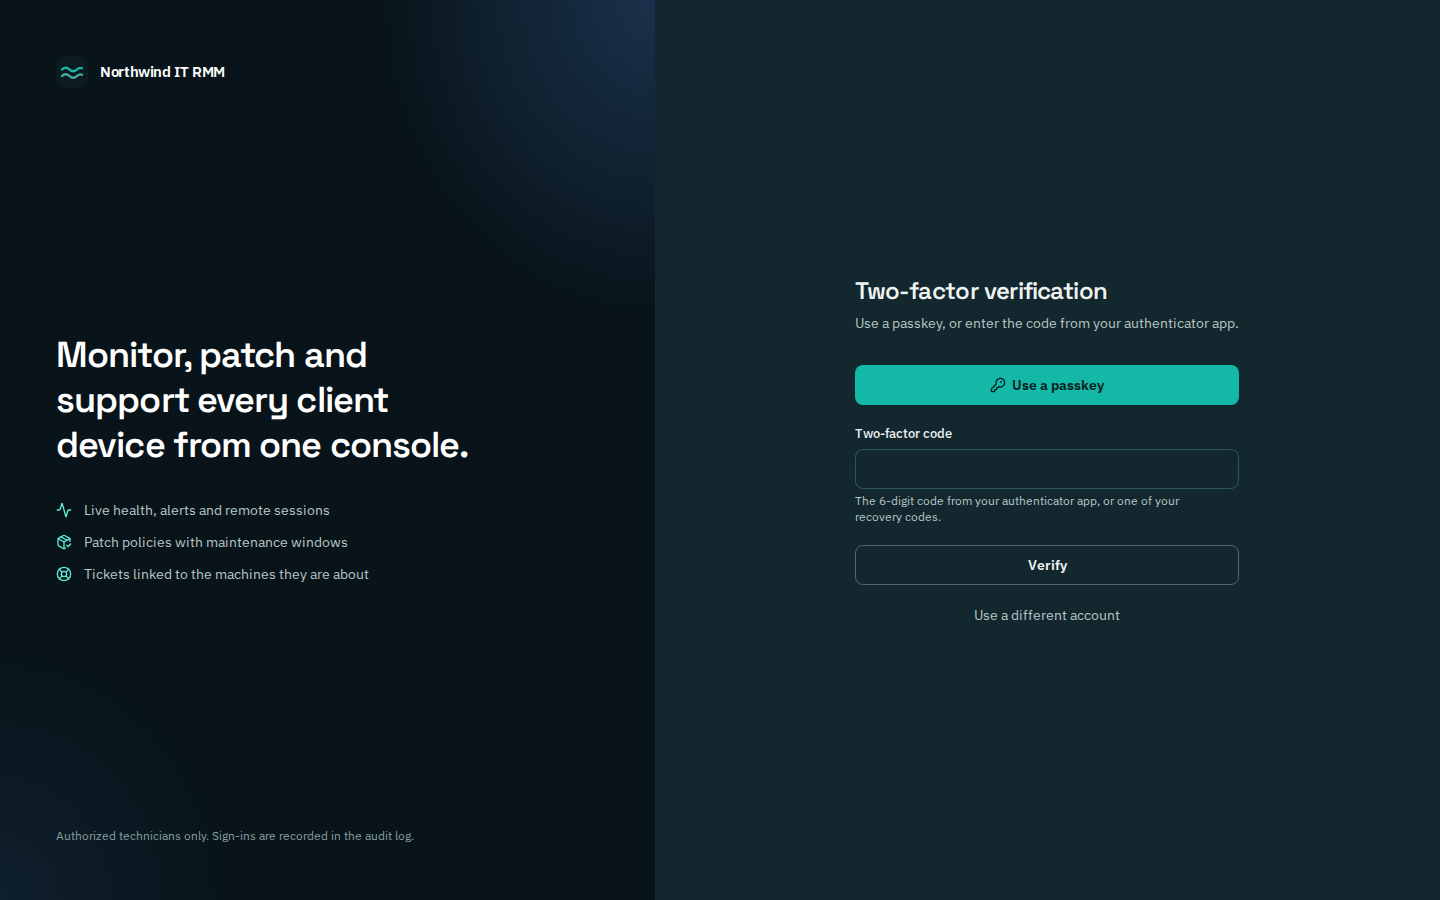 Northwind IT RMM
Monitor, patch and
support every client
device from one console.
Live health, alerts and remote sessions
Patch policies with maintenance windows
Tickets linked to the machines they are about
Authorized technicians only. Sign-ins are recorded in the audit log.
Two-factor verification
Use a passkey, or enter the code from your authenticator app.
Use a passkey
Two-factor code
The 6-digit code from your authenticator app, or one of your
recovery codes.
Verify
Use a different account